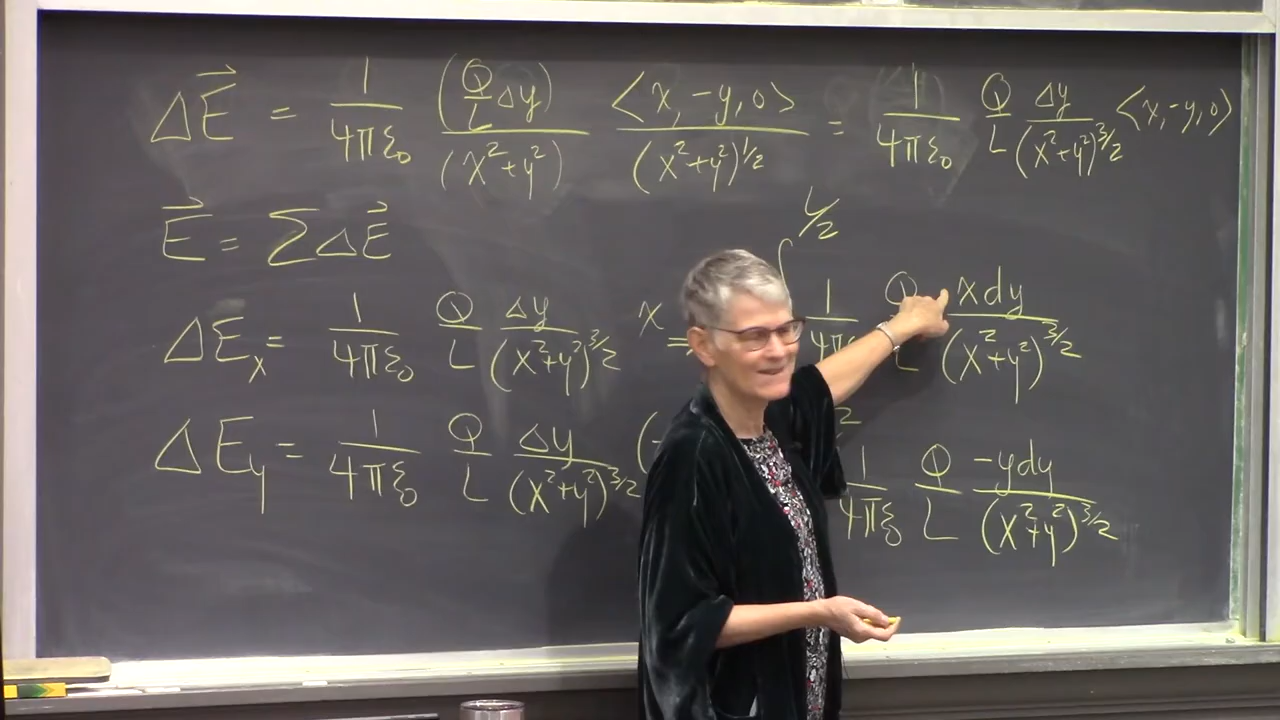 ΔE⃗ = 1/4πε₀ (Q/L Δy)/(x²+y²) <x, -y, 0>/(x²+y²)^1/2 = 1/4πε₀ Q/L Δy/(x²+y²)^3/2 <x, -y, 0>
E⃗ = ΣΔE⃗
ΔEₓ = 1/4πε₀ Q/L Δy/(x²+y²)^3/2 x = ∫^L/2 1/4π Q/L xdy/(x²+y²)^3/2
ΔE_y = 1/4πε₀ Q/L Δy/(x²+y²)^3/2 (- 2 1/4πε₀ Q/L -ydy/(x²+y²)^3/2